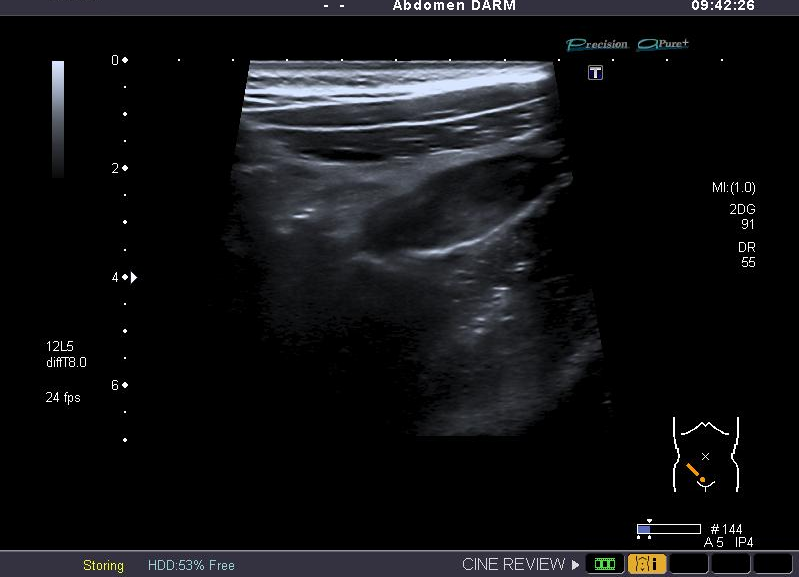 - - Abdomen DARM 09:42:26
Precision APure+
T
0
2
4
6
MI:(1.0)
2DG
91
DR
55
12L5
diffT8.0
24 fps
#144
A 5 IP4
Storing HDD:53% Free CINE REVIEW
i